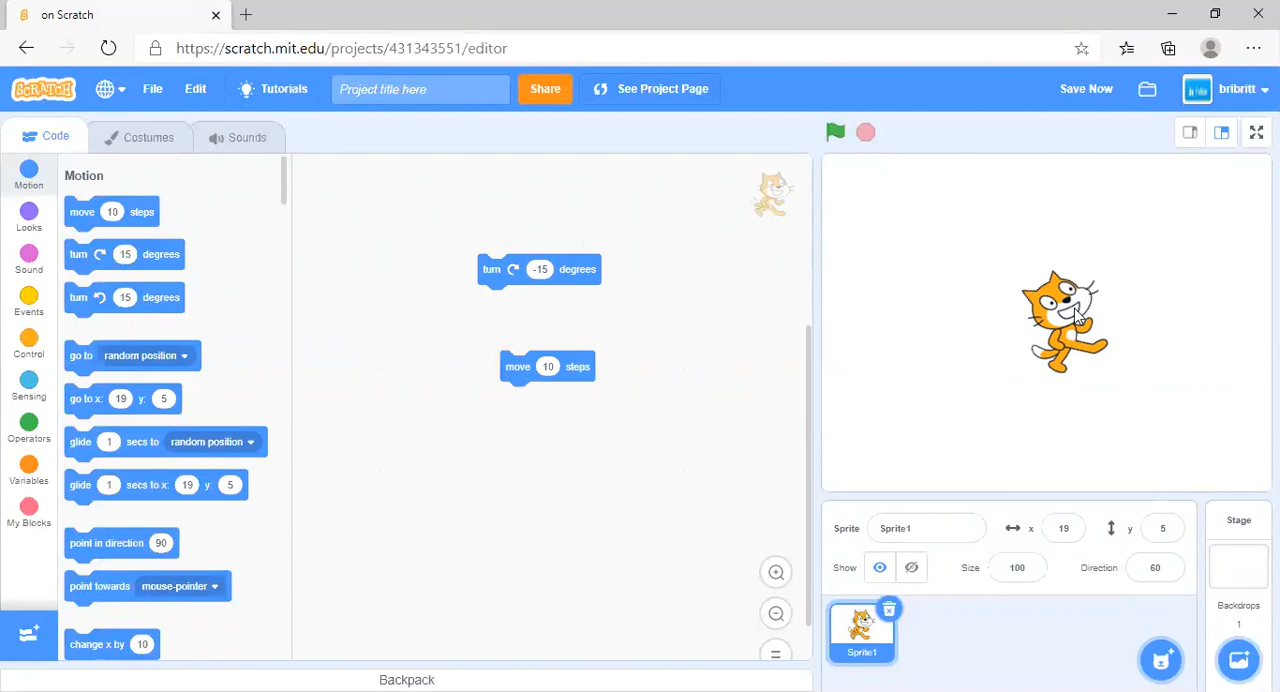 on Scratch
https://scratch.mit.edu/projects/431343551/editor
SCRATCH
File
Edit
Tutorials
Project title here
Share
See Project Page
Save Now
bribritt
Code
Costumes
Sounds
Motion
Looks
Sound
Events
Control
Sensing
Operators
Variables
My Blocks
Motion
move 10 steps
turn 15 degrees
turn 15 degrees
go to random position
go to x: 19 y: 5
glide 1 secs to random position
glide 1 secs to x: 19 y: 5
point in direction 90
point towards mouse-pointer
change x by 10
turn -15 degrees
move 10 steps
Backpack
Sprite Sprite1 x 19 y 5
Show Size 100 Direction 60
Sprite1
Stage
Backdrops
1